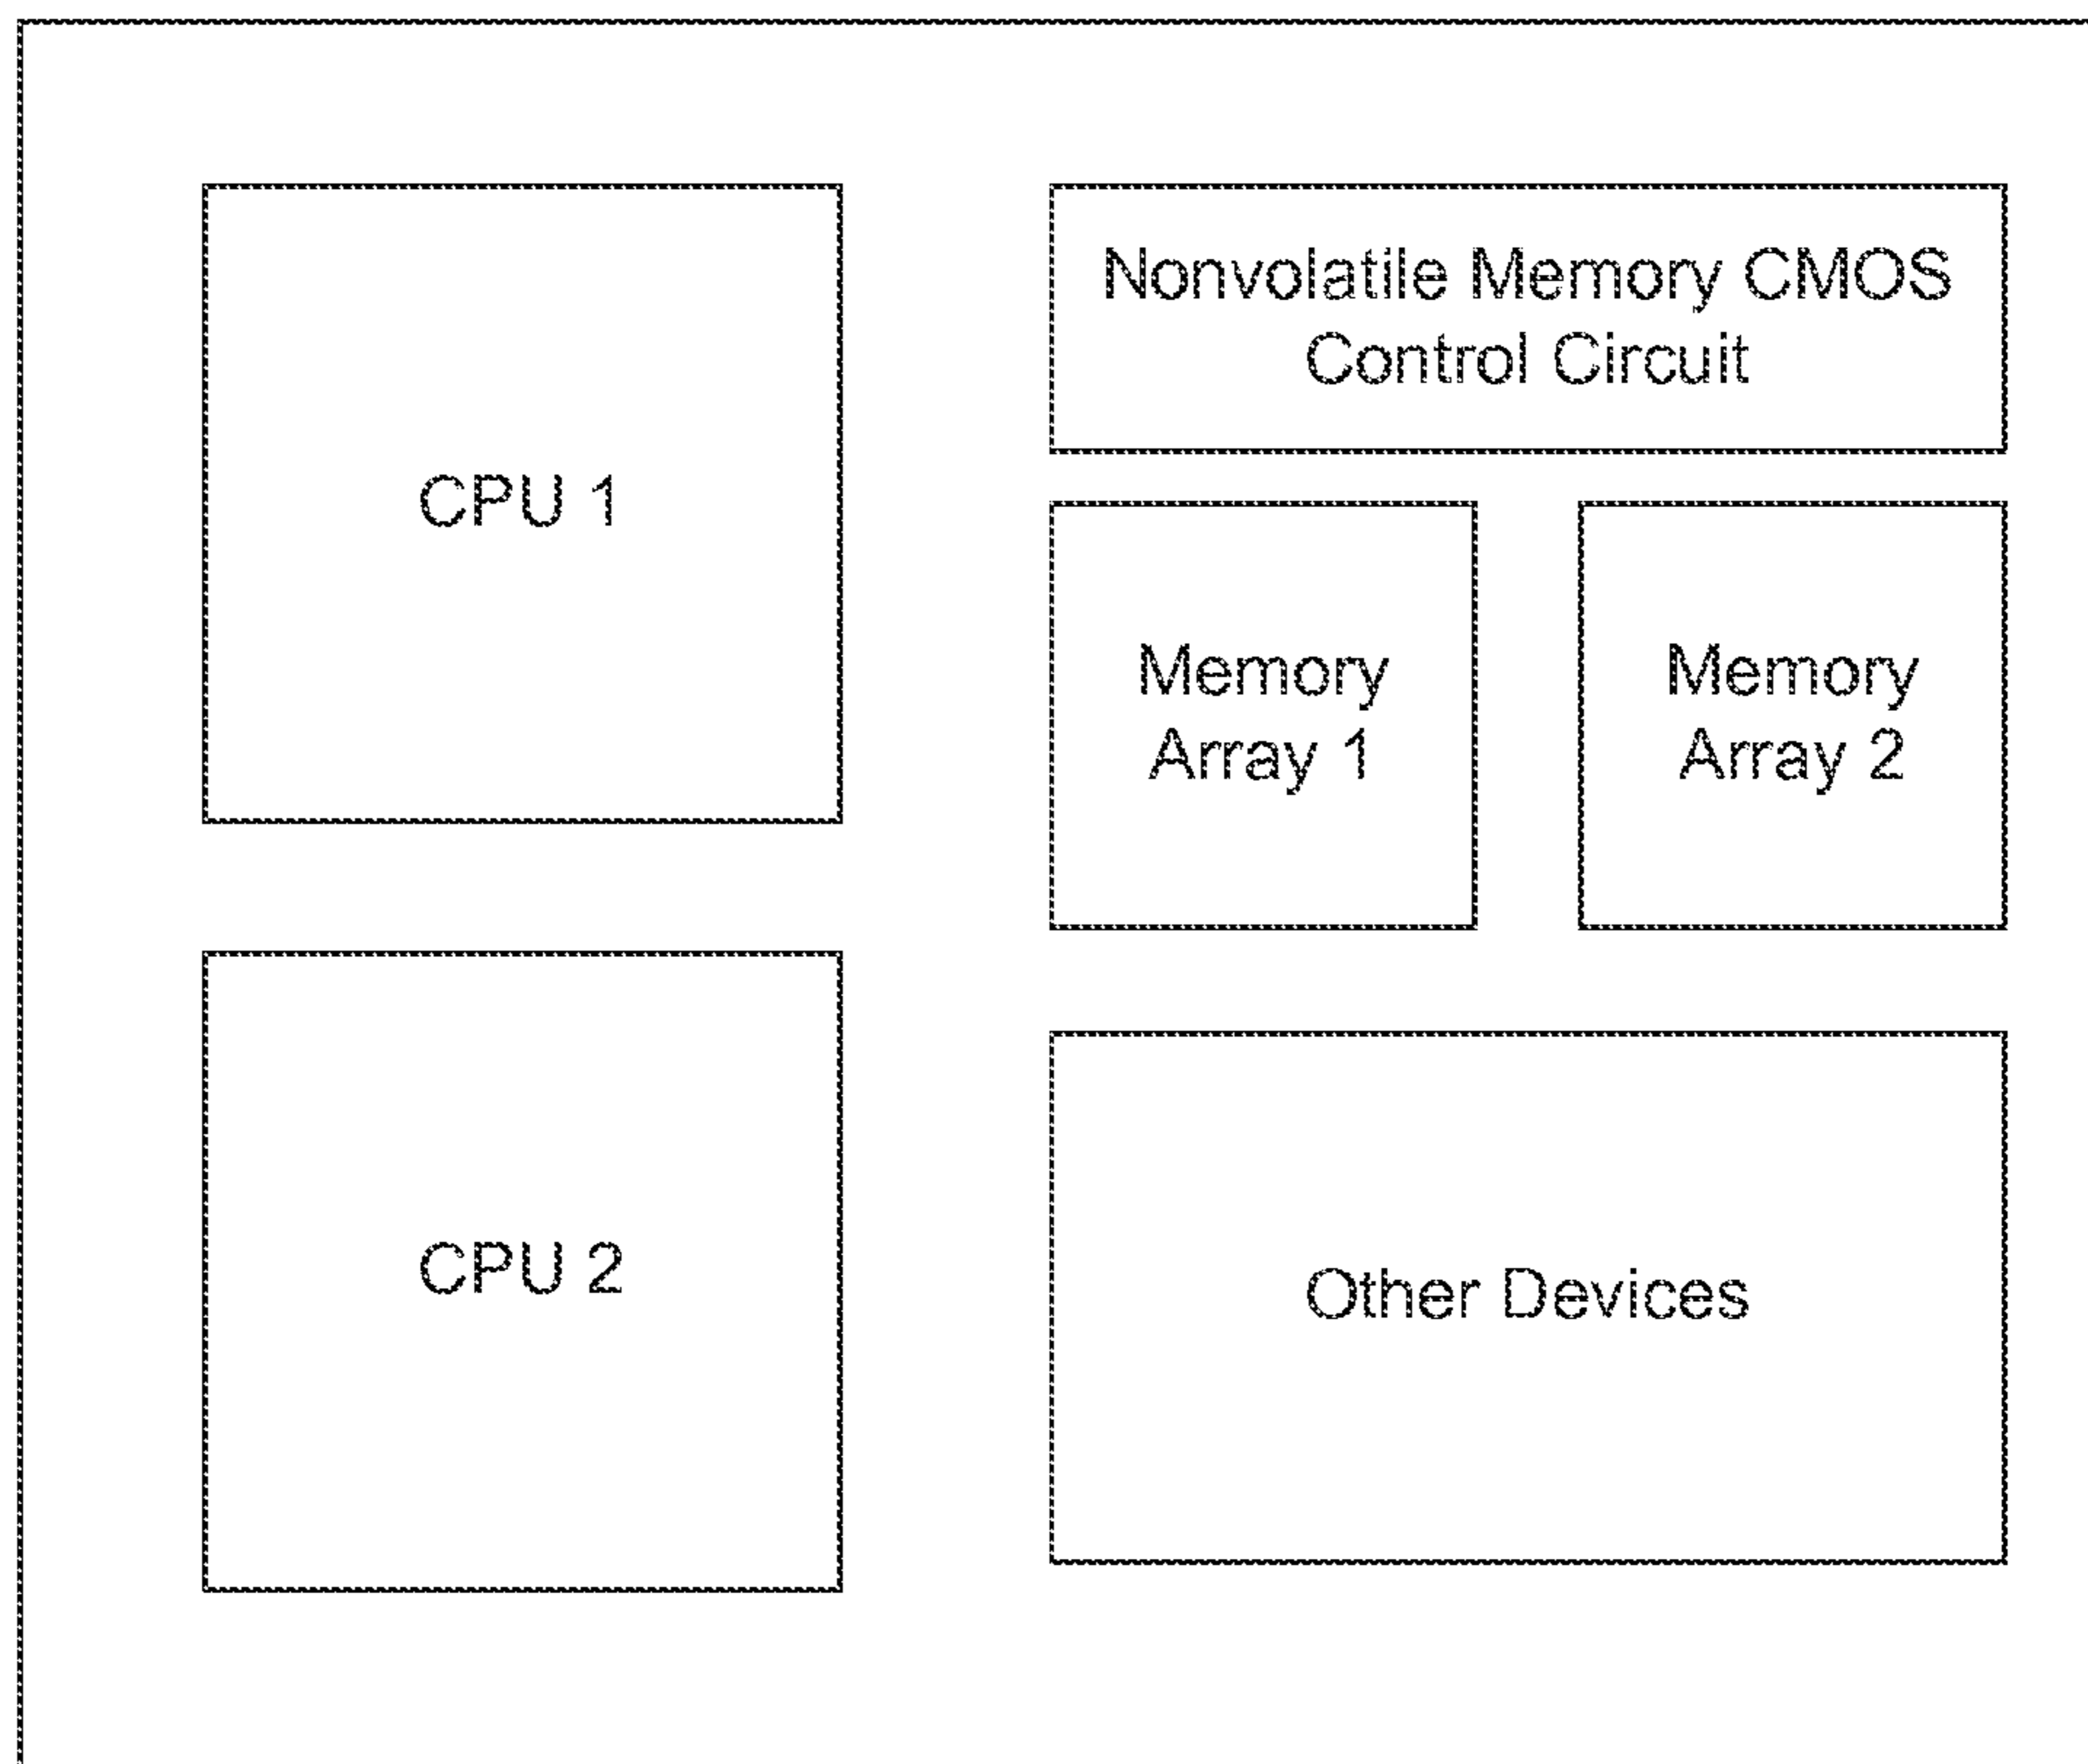 CPU 1
Nonvolatile Memory CMOS
Control Circuit
Memory
Array 1
Memory
Array 2
CPU 2
Other Devices